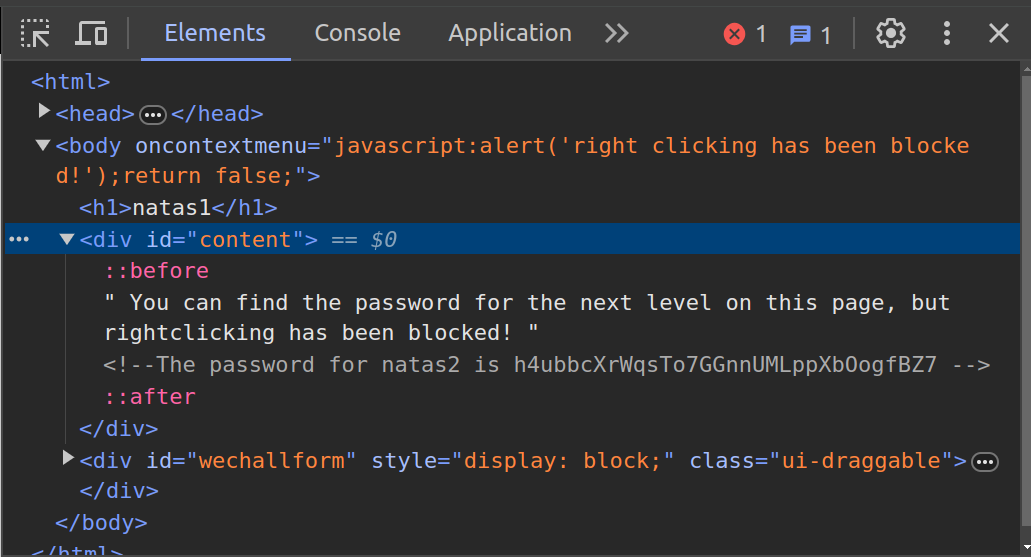 Elements Console Application 1 1
<html>
<head> </head>
<body oncontextmenu="javascript:alert('right clicking has been blocke
d!');return false;">
<h1>natas1</h1>
<div id="content"> == $0
::before
" You can find the password for the next level on this page, but
rightclicking has been blocked! "
<!--The password for natas2 is h4ubbcXrWqsTo7GGnnUMLppXbOogfBZ7 -->
::after
</div>
<div id="wechallform" style="display: block;" class="ui-draggable">
</div>
</body>
</html>